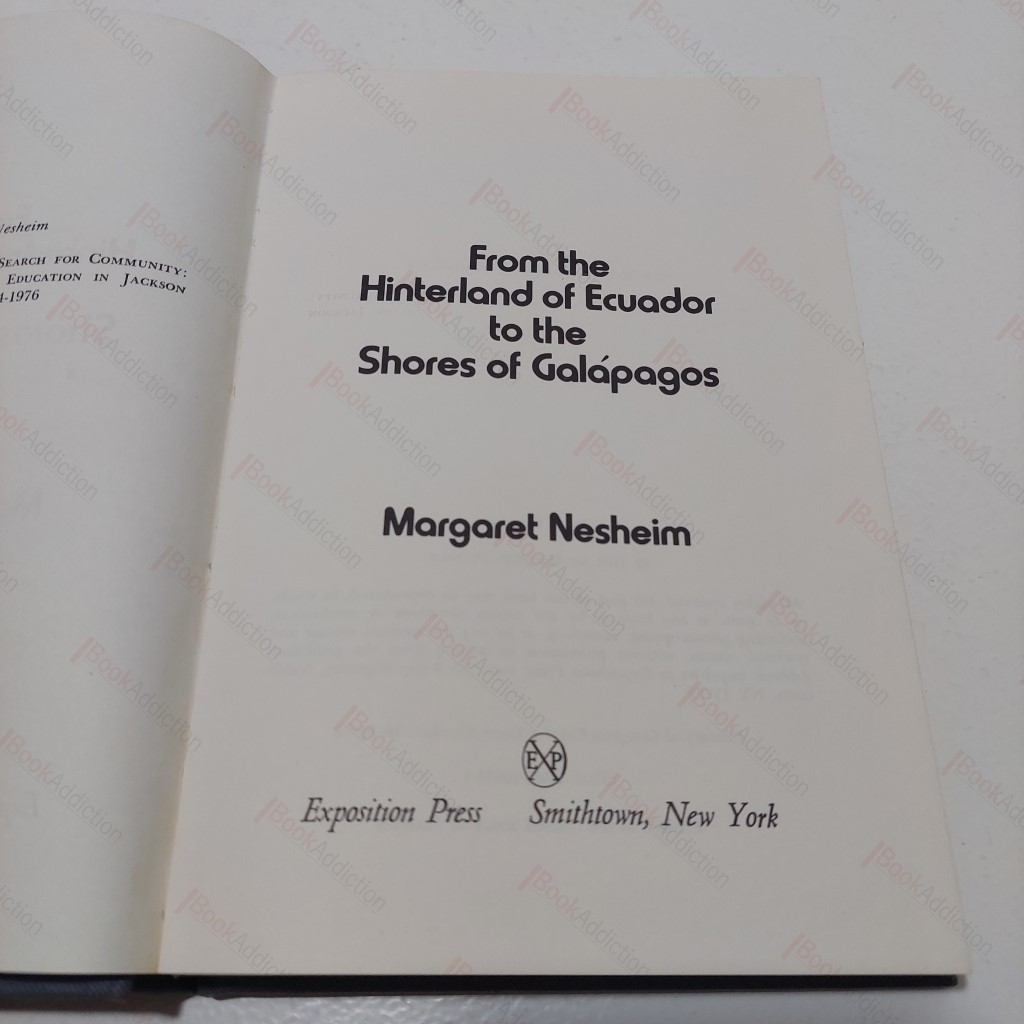 Nesheim
SEARCH FOR COMMUNITY:
EDUCATION IN JACKSON
-1976
From the
Hinterland of Ecuador
to the
Shores of Galápagos
Margaret Nesheim
EXP
Exposition Press Smithtown, New York
BookAddiction